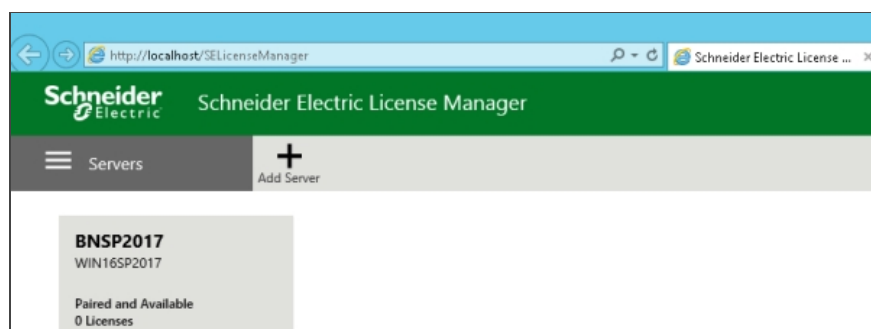 http://localhost/SELicenseManager
Schneider Electric License ...
Schneider Electric
Schneider Electric License Manager
Servers
Add Server
BNSP2017
WIN16SP2017
Paired and Available
0 Licenses